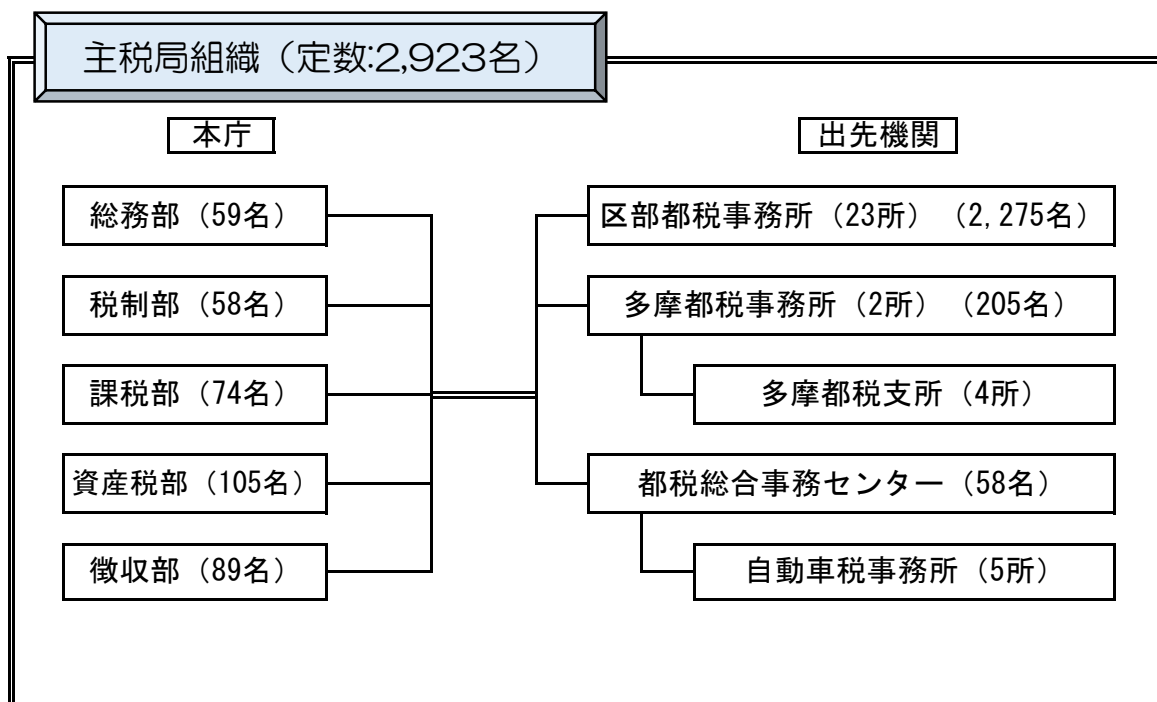 主税局組織（定数:2,923名）
本庁
総務部（59名）
税制部（58名）
課税部（74名）
資産税部（105名）
徴収部（89名）
出先機関
区部都税事務所（23所）（2,275名）
多摩都税事務所（2所）（205名）
多摩都税支所（4所）
都税総合事務センター（58名）
自動車税事務所（5所）